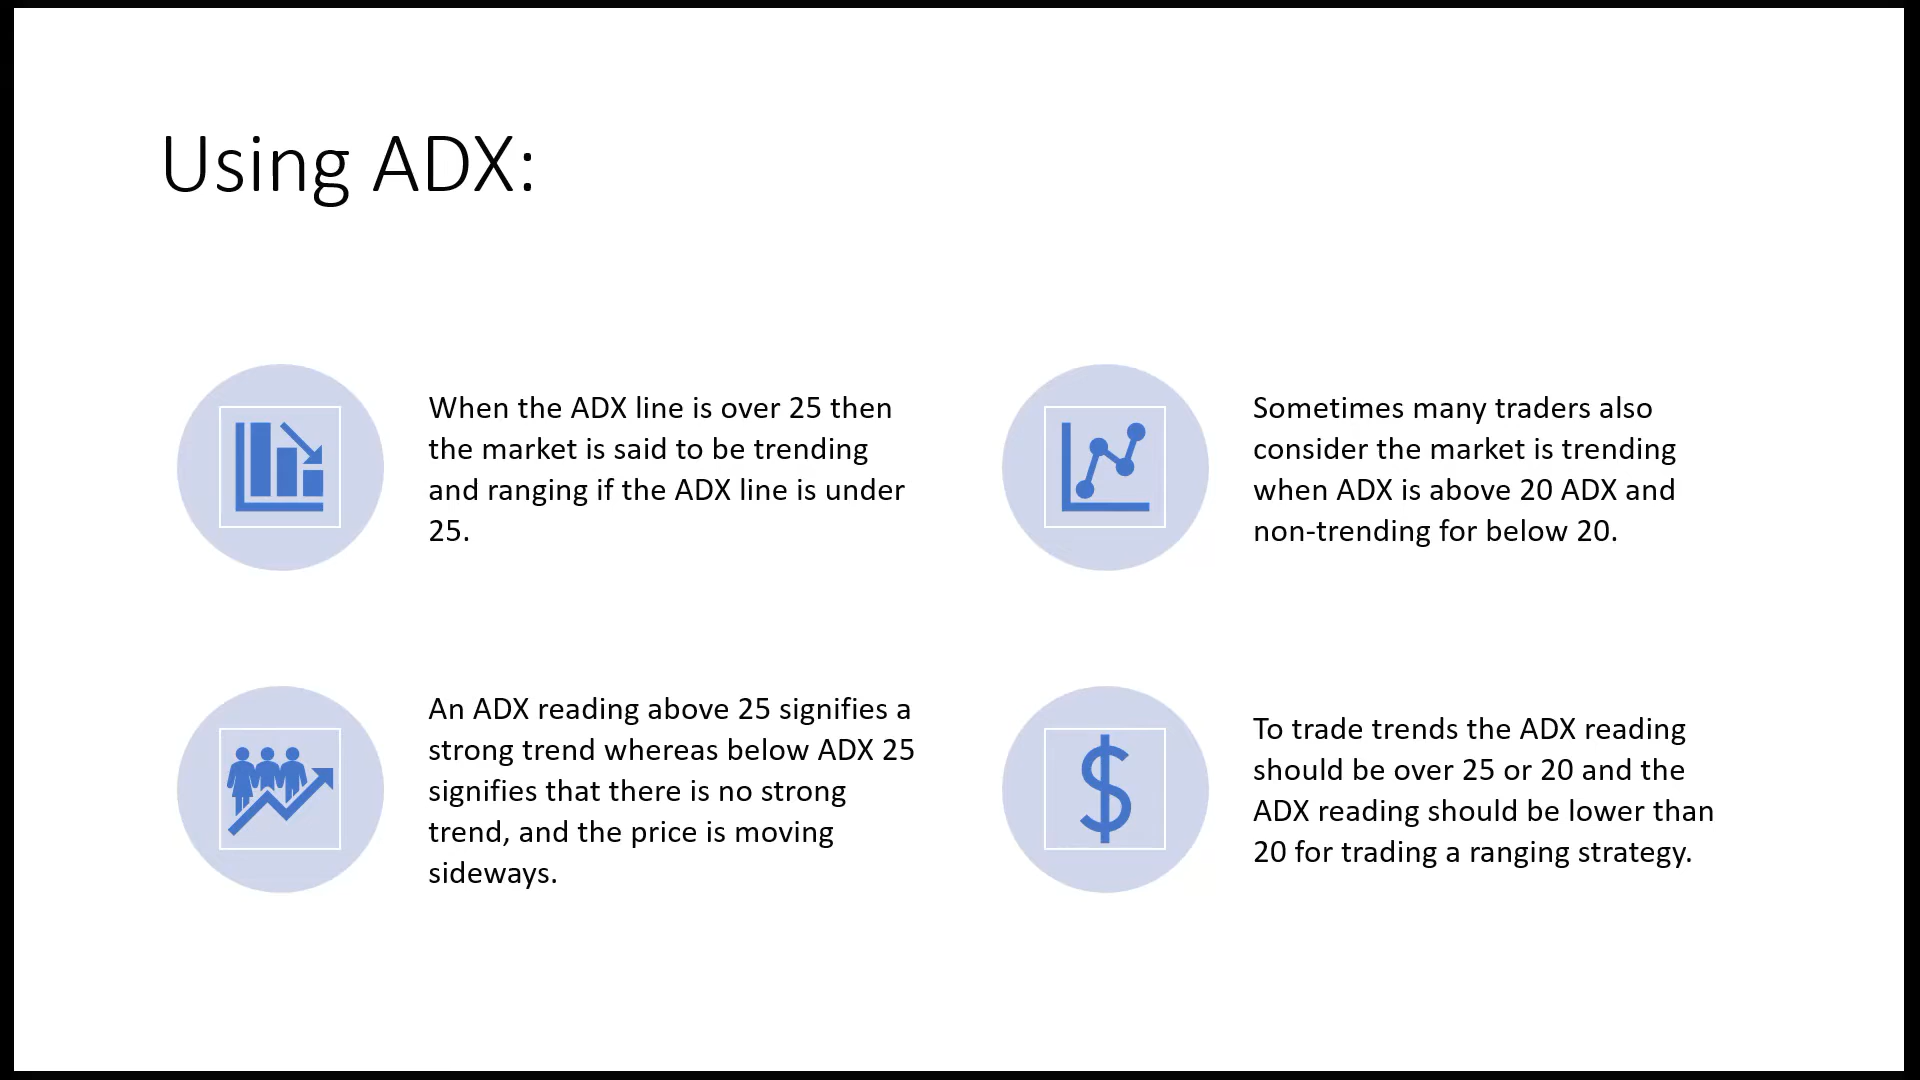 Using ADX:
When the ADX line is over 25 then
the market is said to be trending
and ranging if the ADX line is under
25.
Sometimes many traders also
consider the market is trending
when ADX is above 20 ADX and
non-trending for below 20.
An ADX reading above 25 signifies a
strong trend whereas below ADX 25
signifies that there is no strong
trend, and the price is moving
sideways.
To trade trends the ADX reading
should be over 25 or 20 and the
ADX reading should be lower than
20 for trading a ranging strategy.